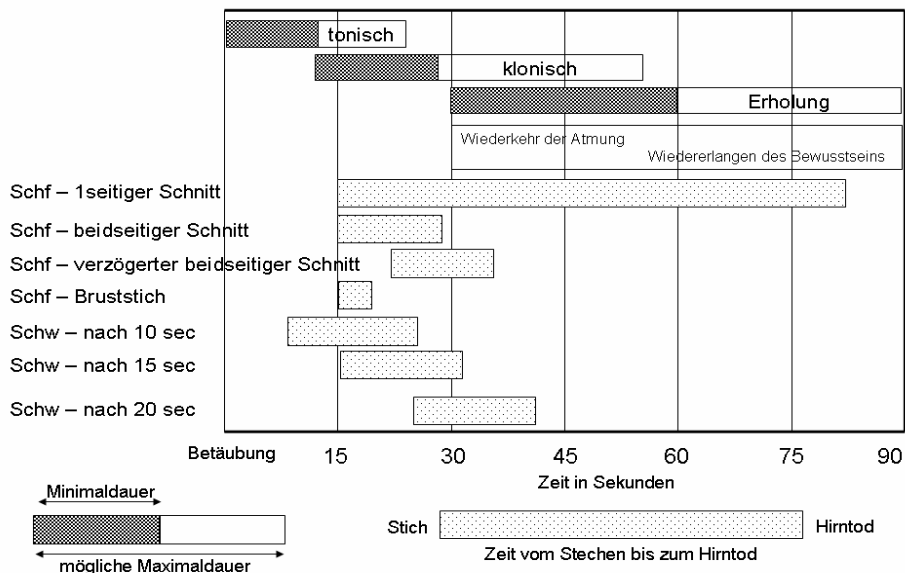 tonisch
klonisch
Erholung
Wiederkehr der Atmung
Wiedererlangen des Bewusstseins
Schf – 1seitiger Schnitt
Schf – beidseitiger Schnitt
Schf – verzögerter beidseitiger Schnitt
Schf – Bruststich
Schw – nach 10 sec
Schw – nach 15 sec
Schw – nach 20 sec
Betäubung 15 30 45 60 75 90
Zeit in Sekunden
Minimaldauer
mögliche Maximaldauer
Stich Hirntod
Zeit vom Stechen bis zum Hirntod